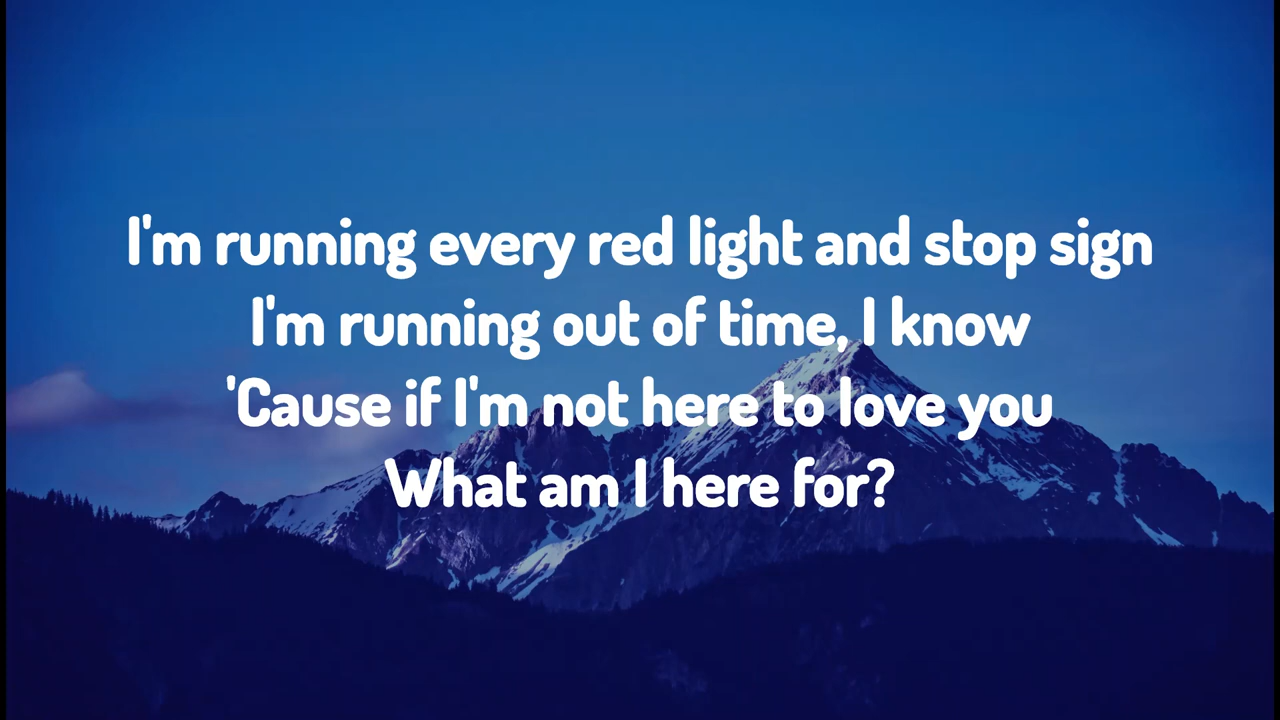 I'm running every red light and stop sign
I'm running out of time, I know
'Cause if I'm not here to love you
What am I here for?